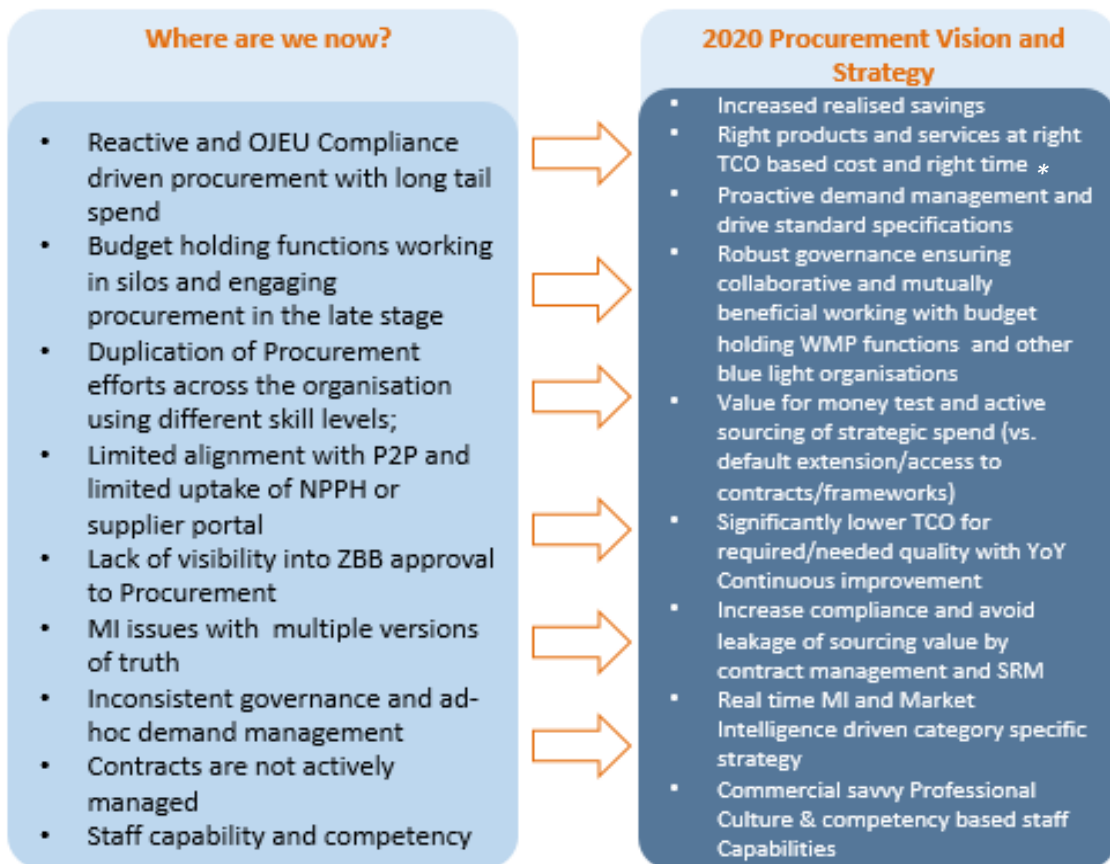 Where are we now?
• Reactive and OJEU Compliance
driven procurement with long tail
spend
• Budget holding functions working
in silos and engaging
procurement in the late stage
• Duplication of Procurement
efforts across the organisation
using different skill levels;
• Limited alignment with P2P and
limited uptake of NPPH or
supplier portal
• Lack of visibility into ZBB approval
to Procurement
• MI issues with multiple versions
of truth
• Inconsistent governance and ad-
hoc demand management
• Contracts are not actively
managed
• Staff capability and competency
2020 Procurement Vision and
Strategy
▪ Increased realised savings
▪ Right products and services at right
TCO based cost and right time *
▪ Proactive demand management and
drive standard specifications
▪ Robust governance ensuring
collaborative and mutually
beneficial working with budget
holding WMP functions and other
blue light organisations
▪ Value for money test and active
sourcing of strategic spend (vs.
default extension/access to
contracts/frameworks)
▪ Significantly lower TCO for
required/needed quality with YoY
Continuous improvement
▪ Increase compliance and avoid
leakage of sourcing value by
contract management and SRM
▪ Real time MI and Market
Intelligence driven category specific
strategy
▪ Commercial savvy Professional
Culture & competency based staff
Capabilities